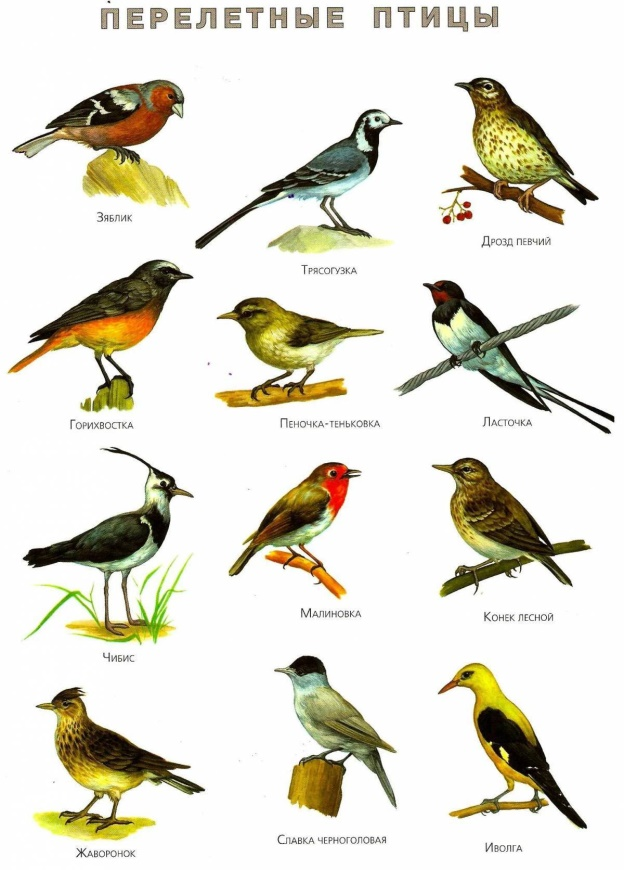 ПЕРЕЛЕТНЫЕ ПТИЦЫ
Зяблик
Трясогузка
Дрозд певчий
Горихвостка
Пеночка-теньковка
Ласточка
Чибис
Малиновка
Конек лесной
Жаворонок
Славка черноголовая
Иволга